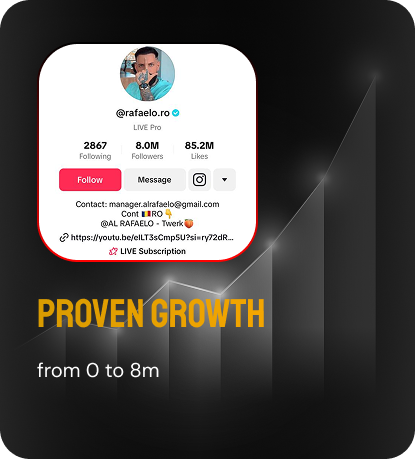 @rafaelo.ro
LIVE Pro
2867 8.0M 85.2M
Following Followers Likes
Follow Message
Contact: manager.alrafaelo@gmail.com
Cont 🇷🇴RO👇
@AL RAFAELO - Twerk🍑
https://youtu.be/eILT3sCmpSU?si=ry72dR...
LIVE Subscription
PROVEN GROWTH
from 0 to 8m